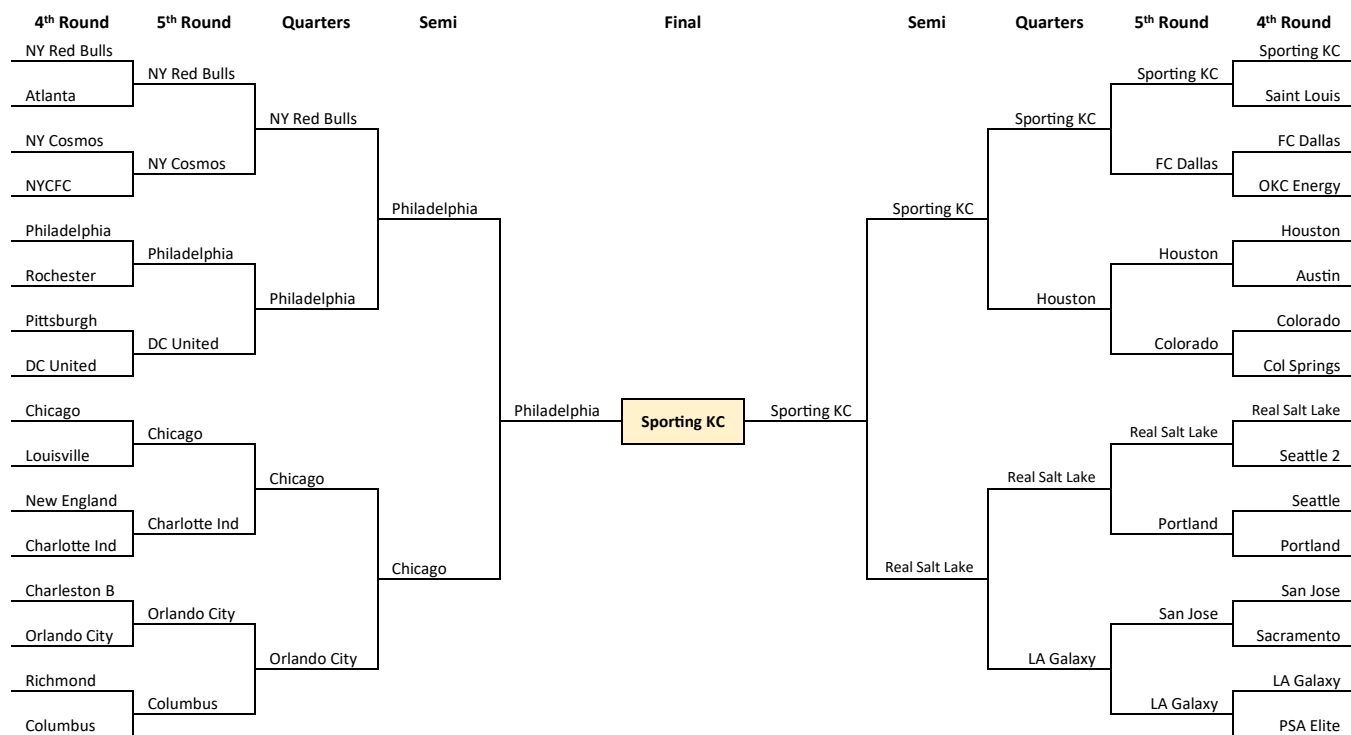 4th Round
5th Round
Quarters
Semi
Final
Semi
Quarters
5th Round
4th Round
NY Red Bulls
Atlanta
NY Cosmos
NYCFC
Philadelphia
Rochester
Pittsburgh
DC United
Chicago
Louisville
New England
Charlotte Ind
Charleston B
Orlando City
Richmond
Columbus
NY Red Bulls
NY Cosmos
Philadelphia
DC United
Chicago
Charlotte Ind
Orlando City
Columbus
NY Red Bulls
Philadelphia
Chicago
Orlando City
Philadelphia
Chicago
Philadelphia
Sporting KC
Sporting KC
Sporting KC
Real Salt Lake
Sporting KC
Houston
Real Salt Lake
LA Galaxy
Sporting KC
FC Dallas
Houston
Colorado
Real Salt Lake
Portland
San Jose
LA Galaxy
Sporting KC
Saint Louis
FC Dallas
OKC Energy
Houston
Austin
Colorado
Col Springs
Real Salt Lake
Seattle 2
Seattle
Portland
San Jose
Sacramento
LA Galaxy
PSA Elite